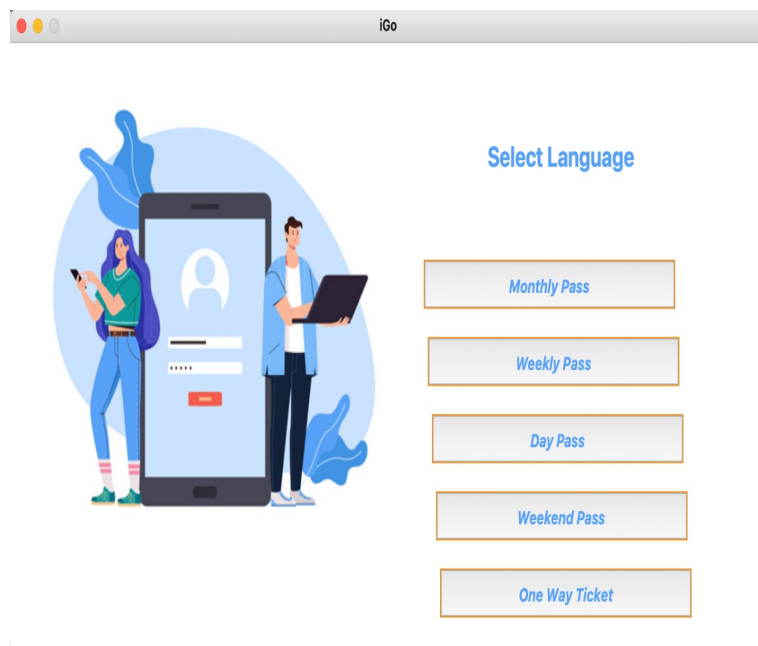 iGo
Select Language
Monthly Pass
Weekly Pass
Day Pass
Weekend Pass
One Way Ticket